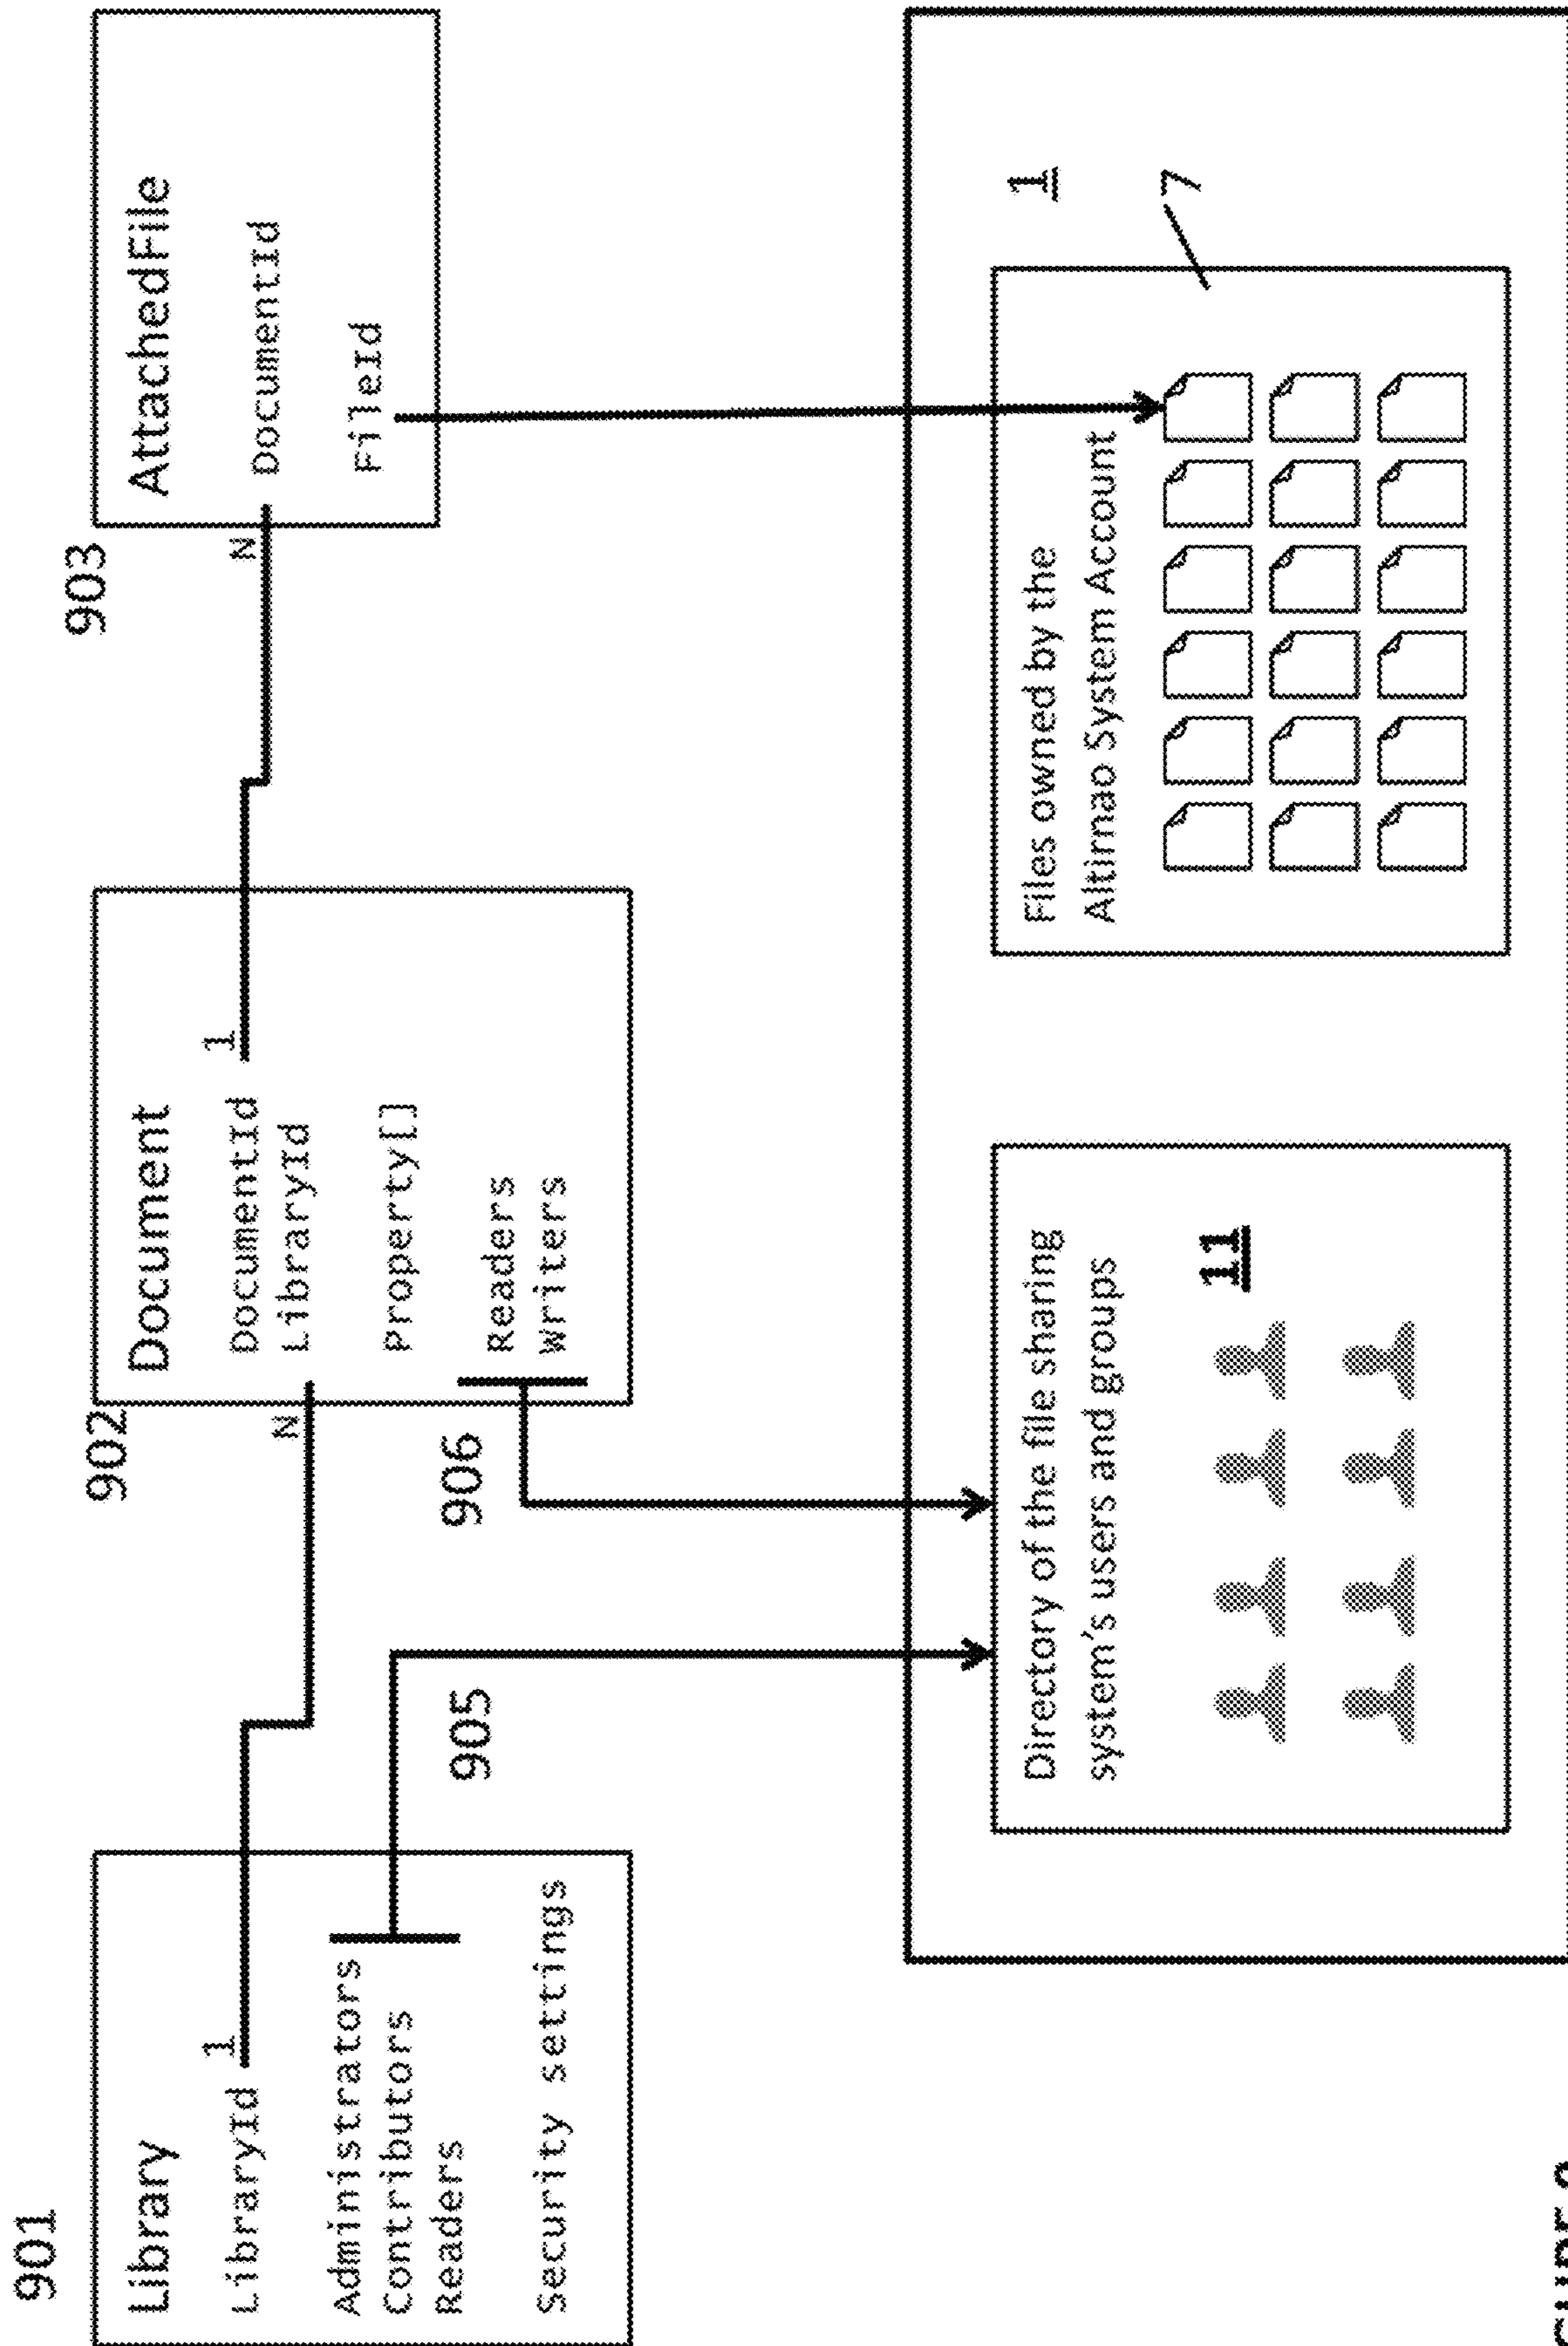 901
Library
LibraryId
1
Administrators
Contributors
Readers
Security settings
905
902
N
Document
DocumentId
1
LibraryId
Property[]
Readers
Writers
906
903
N
AttachedFile
DocumentId
FileId
Directory of the file sharing
system's users and groups
11
Files owned by the
Altirnao System Account
1
7